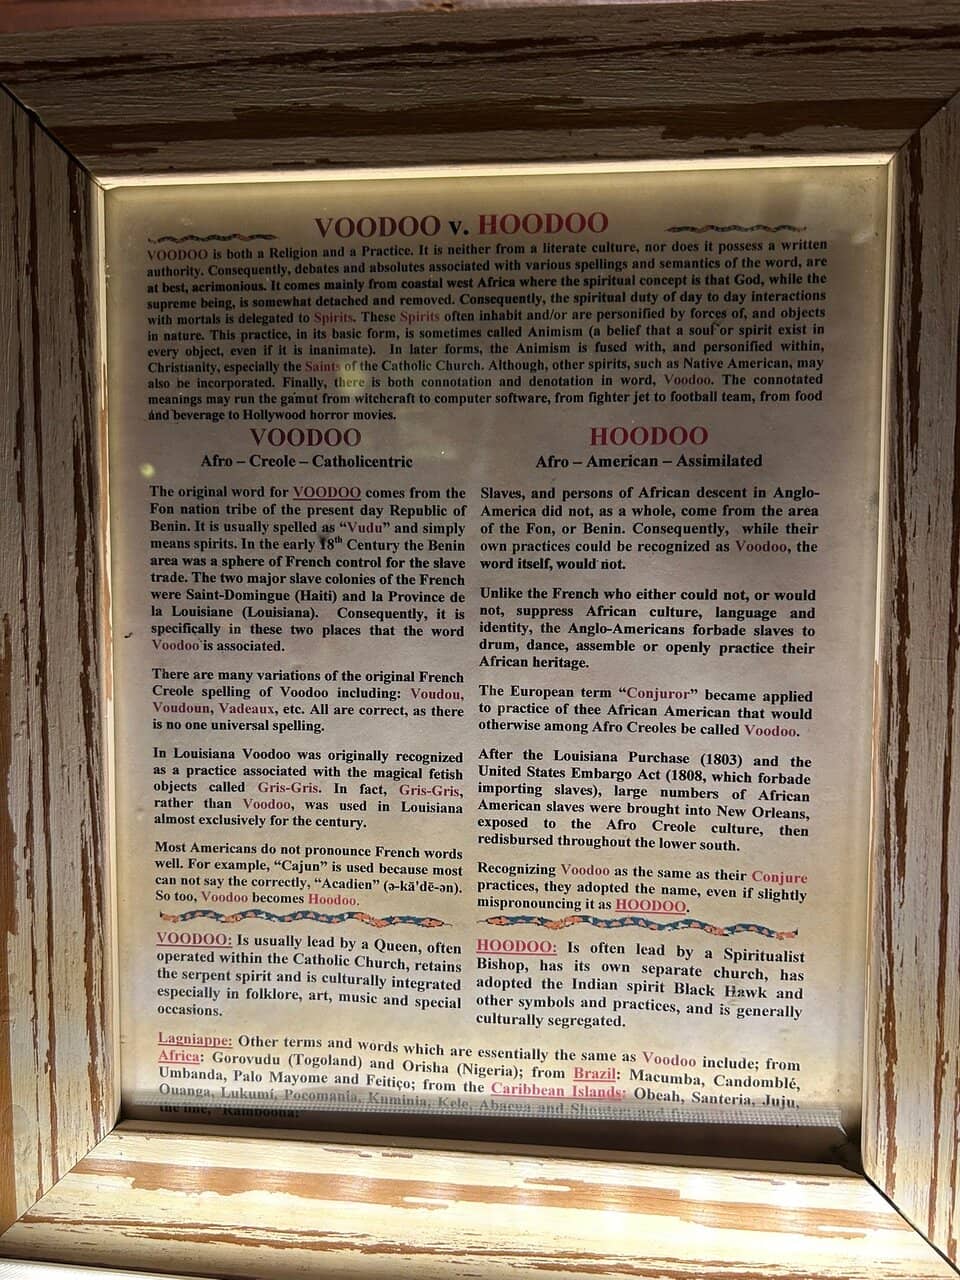 VOODOO v. HOODOO
VOODOO is both a Religion and a Practice. It is neither from a literate culture, nor does it possess a written
authority. Consequently, debates and absolutes associated with various spellings and semantics of the word, are
at best, acrimonious. It comes mainly from coastal west Africa where the spiritual concept is that God, while the
supreme being, is somewhat detached and removed. Consequently, the spiritual duty of day to day interactions
with mortals is delegated to Spirits. These Spirits often inhabit and/or are personified by forces of, and objects
in nature. This practice, in its basic form, is sometimes called Animism (a belief that a soul or spirit exist in
every object, even if it is inanimate). In later forms, the Animism is fused with, and personified within,
Christianity, especially the Saints of the Catholic Church. Although, other spirits, such as Native American, may
also be incorporated. Finally, there is both connotation and denotation in word, Voodoo. The connotated
meanings may run the gamut from witchcraft to computer software, from fighter jet to football team, from food
and beverage to Hollywood horror movies.
VOODOO
Afro – Creole – Catholicentric
The original word for VOODOO comes from the
Fon nation tribe of the present day Republic of
Benin. It is usually spelled as “Vudu” and simply
means spirits. In the early 18th Century the Benin
area was a sphere of French control for the slave
trade. The two major slave colonies of the French
were Saint-Domingue (Haiti) and la Province de
la Louisiane (Louisiana). Consequently, it is
specifically in these two places that the word
Voodoo is associated.
There are many variations of the original French
Creole spelling of Voodoo including: Voudou,
Voudoun, Vadeaux, etc. All are correct, as there
is no one universal spelling.
In Louisiana Voodoo was originally recognized
as a practice associated with the magical fetish
objects called Gris-Gris. In fact, Gris-Gris,
rather than Voodoo, was used in Louisiana
almost exclusively for the century.
Most Americans do not pronounce French words
well. For example, “Cajun” is used because most
can not say the correctly, “Acadien” (ə-kā'dē-ən).
So too, Voodoo becomes Hoodoo.
VOODOO: Is usually lead by a Queen, often
operated within the Catholic Church, retains
the serpent spirit and is culturally integrated
especially in folklore, art, music and special
occasions.
HOODOO
Afro – American – Assimilated
Slaves, and persons of African descent in Anglo-
America did not, as a whole, come from the area
of the Fon, or Benin. Consequently, while their
own practices could be recognized as Voodoo, the
word itself, would not.
Unlike the French who either could not, or would
not, suppress African culture, language and
identity, the Anglo-Americans forbade slaves to
drum, dance, assemble or openly practice their
African heritage.
The European term “Conjuror” became applied
to practice of thee African American that would
otherwise among Afro Creoles be called Voodoo.
After the Louisiana Purchase (1803) and the
United States Embargo Act (1808, which forbade
importing slaves), large numbers of African
American slaves were brought into New Orleans,
exposed to the Afro Creole culture, then
redisbursed throughout the lower south.
Recognizing Voodoo as the same as their Conjure
practices, they adopted the name, even if slightly
mispronouncing it as HOODOO.
HOODOO: Is often lead by a Spiritualist
Bishop, has its own separate church, has
adopted the Indian spirit Black Hawk and
other symbols and practices, and is generally
culturally segregated.
Lagniappe: Other terms and words which are essentially the same as Voodoo include; from
Africa: Gorovudu (Togoland) and Orisha (Nigeria); from Brazil: Macumba, Candomblé,
Umbanda, Palo Mayome and Feitiço; from the Caribbean Islands: Obeah, Santeria, Juju,
Ouanga, Lukumí, Pocomania, Kuminia, Kele, Abacua and